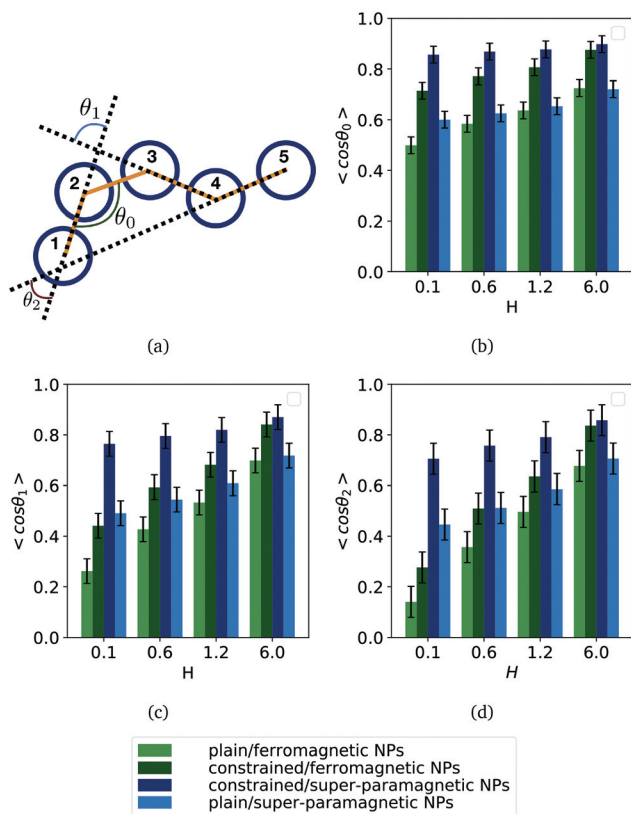 θ₁
2
3
5
4
1
θ₀
θ₂
(a)
< cosθ₀ >
1.0
0.8
0.6
0.4
0.2
0.0
0.1 0.6 1.2 6.0
H
(b)
< cosθ₁ >
1.0
0.8
0.6
0.4
0.2
0.0
0.1 0.6 1.2 6.0
H
(c)
< cosθ₂ >
1.0
0.8
0.6
0.4
0.2
0.0
0.1 0.6 1.2 6.0
H
(d)
plain/ferromagnetic NPs
constrained/ferromagnetic NPs
constrained/super-paramagnetic NPs
plain/super-paramagnetic NPs